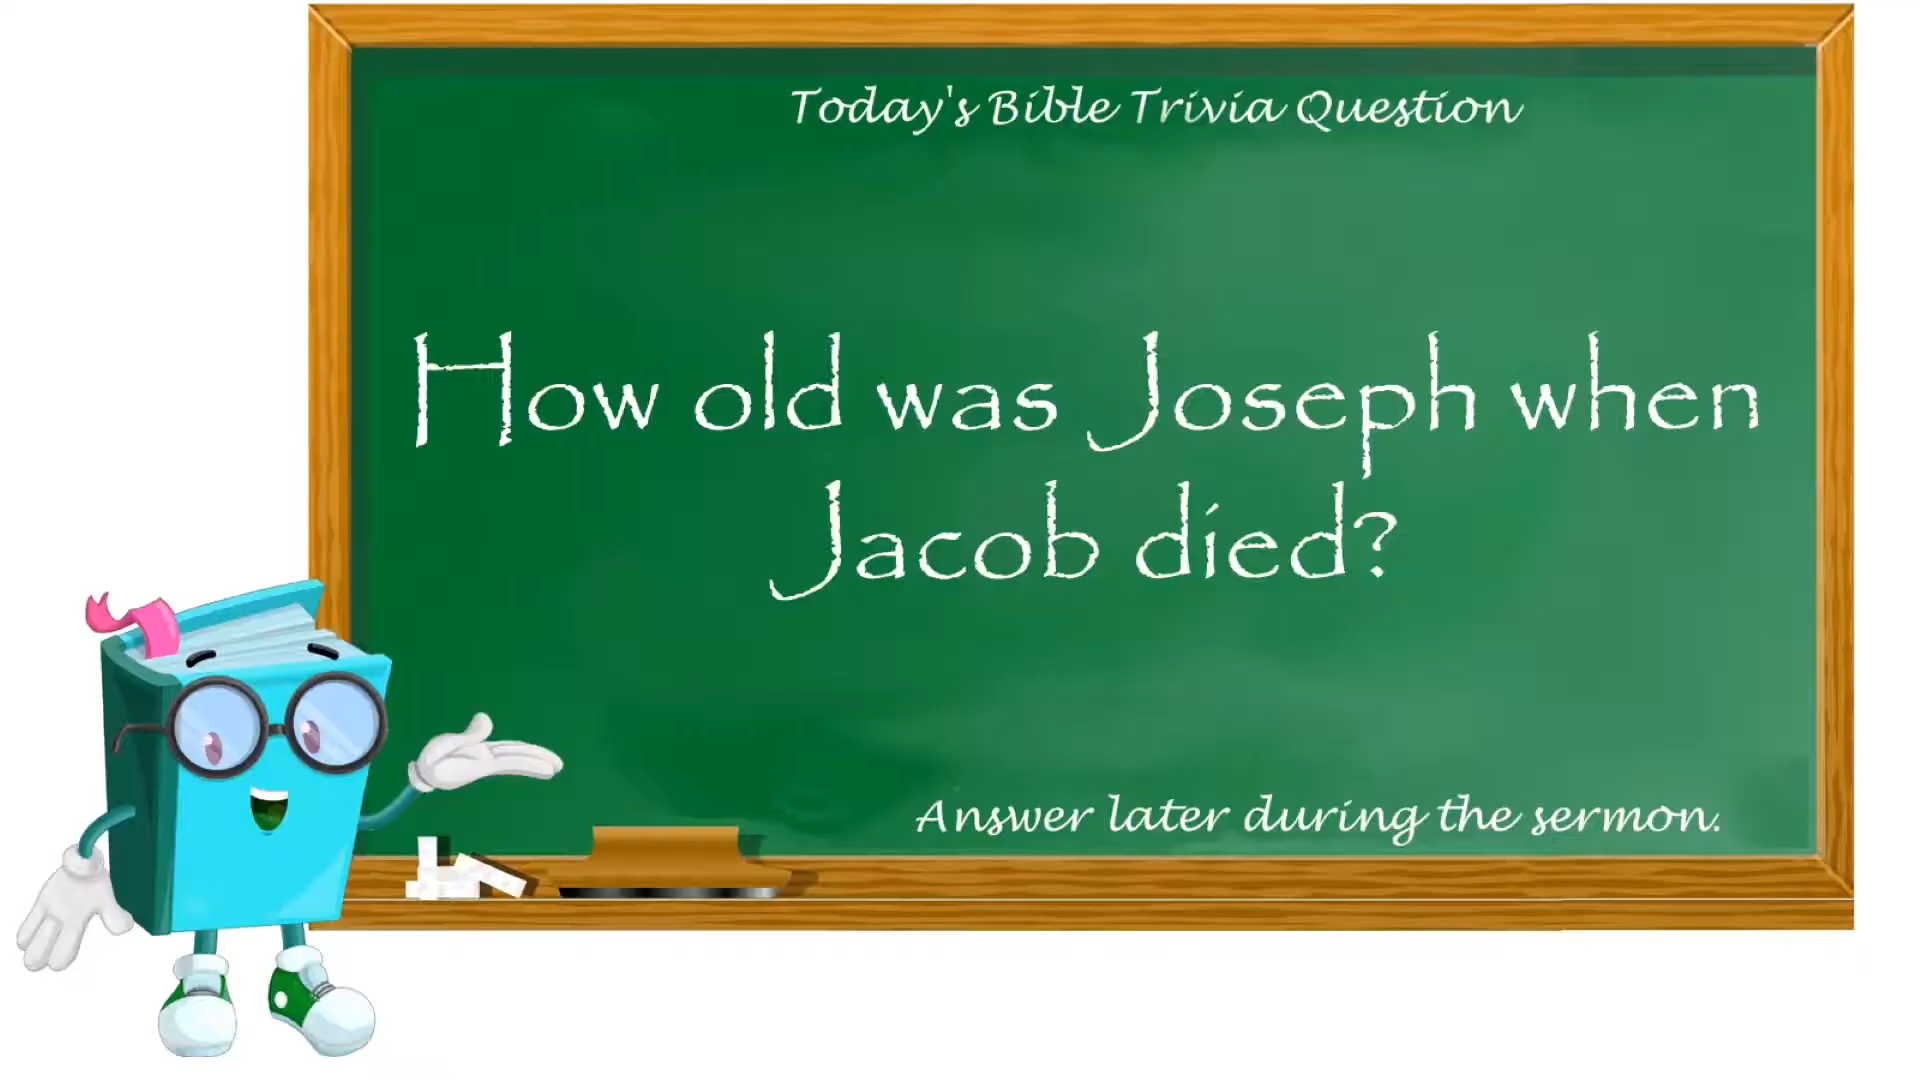 Today's Bible Trivia Question
How old was Joseph when
Jacob died?
Answer later during the sermon.